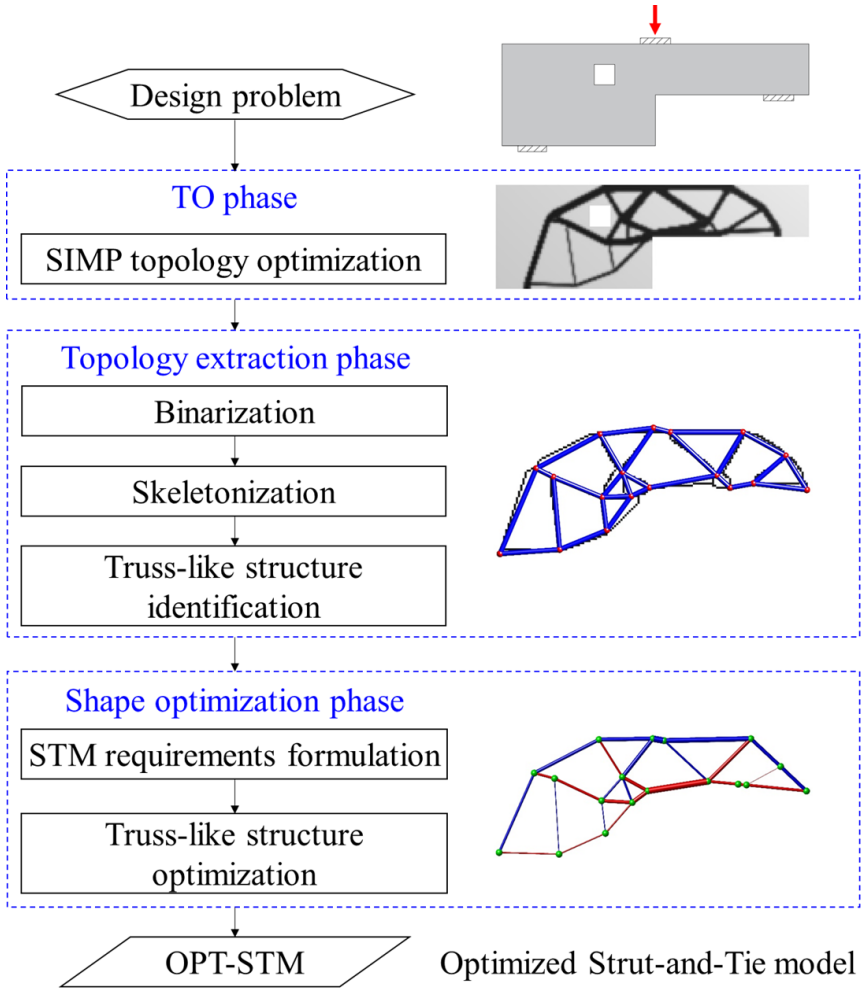 Design problem
TO phase
SIMP topology optimization
Topology extraction phase
Binarization
Skeletonization
Truss-like structure
identification
Shape optimization phase
STM requirements formulation
Truss-like structure
optimization
OPT-STM
Optimized Strut-and-Tie model